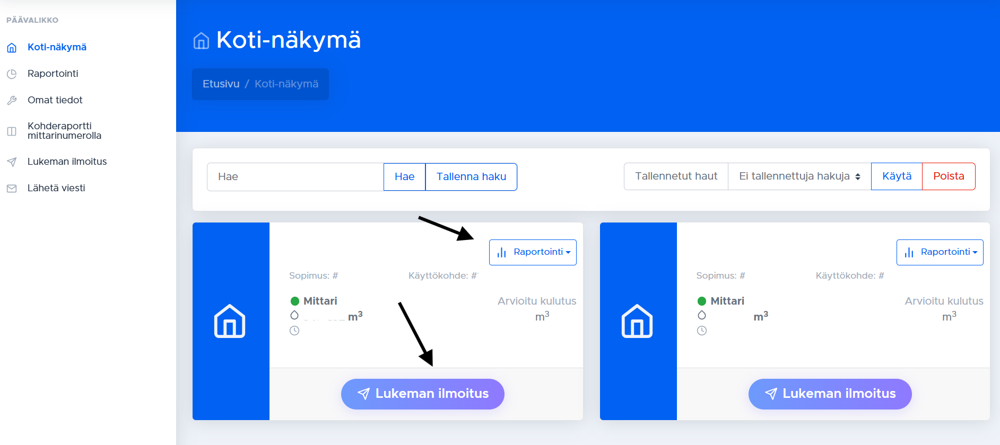 PÄÄVALIKKO
Koti-näkymä
Raportointi
Omat tiedot
Kohderaportti
mittarinumerolla
Lukeman ilmoitus
Lähetä viesti
Koti-näkymä
Etusivu / Koti-näkymä
Hae Hae Tallenna haku
Tallennetut haut Ei tallennettuja hakuja Käytä Poista
Raportointi
Sopimus: # Käyttökohde: #
Mittari Arvioitu kulutus
m³ m³
Lukeman ilmoitus
Raportointi
Sopimus: # Käyttökohde: #
Mittari Arvioitu kulutus
m³ m³
Lukeman ilmoitus